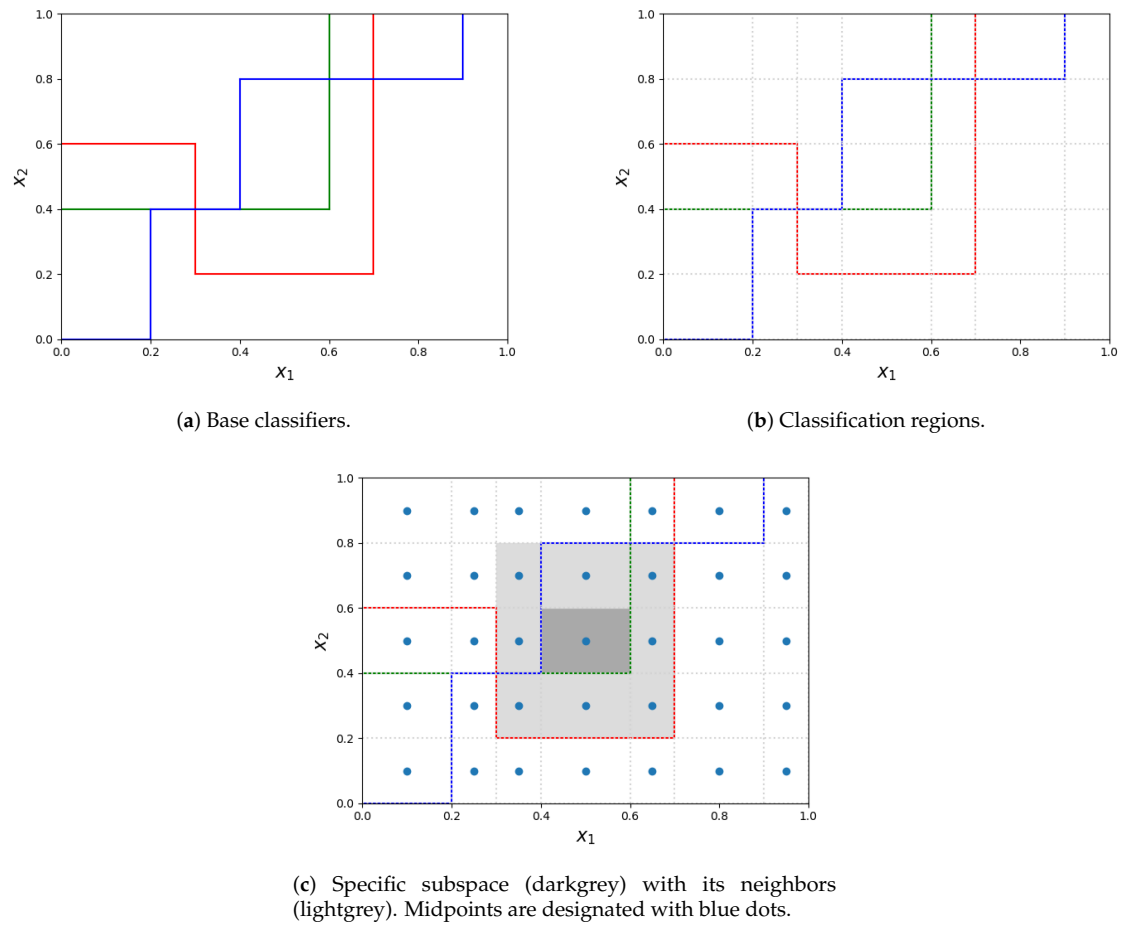 1.0
0.8
0.6
0.4
0.2
0.0
x₂
0.0 0.2 0.4 0.6 0.8 1.0
x₁
(a) Base classifiers.
1.0
0.8
0.6
0.4
0.2
0.0
x₂
0.0 0.2 0.4 0.6 0.8 1.0
x₁
(b) Classification regions.
1.0
0.8
0.6
0.4
0.2
0.0
x₂
0.0 0.2 0.4 0.6 0.8 1.0
x₁
(c) Specific subspace (darkgrey) with its neighbors
(lightgrey). Midpoints are designated with blue dots.